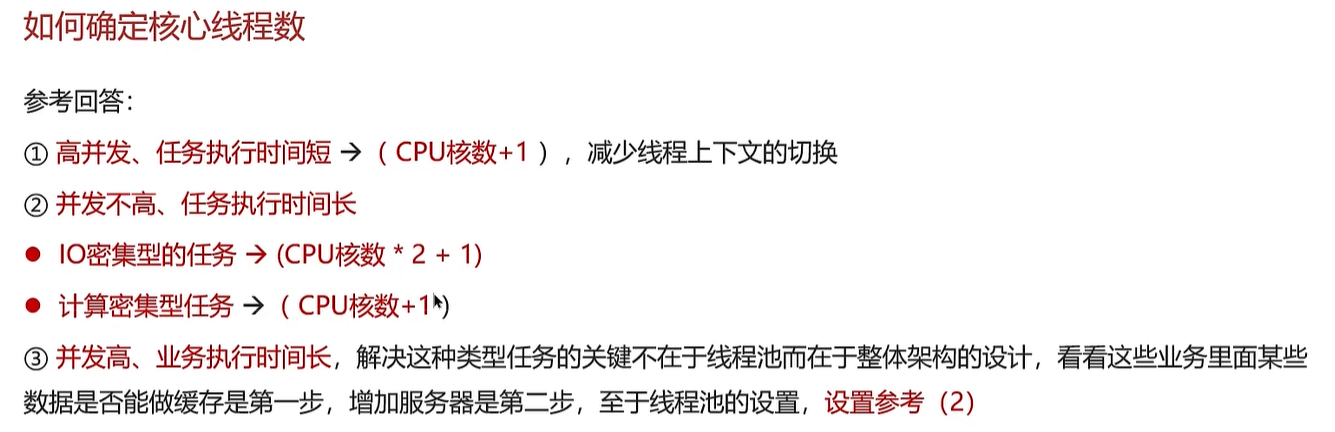 如何确定核心线程数
参考回答：
① 高并发、任务执行时间短 → （ CPU核数+1 ），减少线程上下文的切换
② 并发不高、任务执行时间长
● IO密集型的任务 → (CPU核数 * 2 + 1)
● 计算密集型任务 → （ CPU核数+1 ）
③ 并发高、业务执行时间长，解决这种类型任务的关键不在于线程池而在于整体架构的设计，看看这些业务里面某些
数据是否能做缓存是第一步，增加服务器是第二步，至于线程池的设置，设置参考（2）